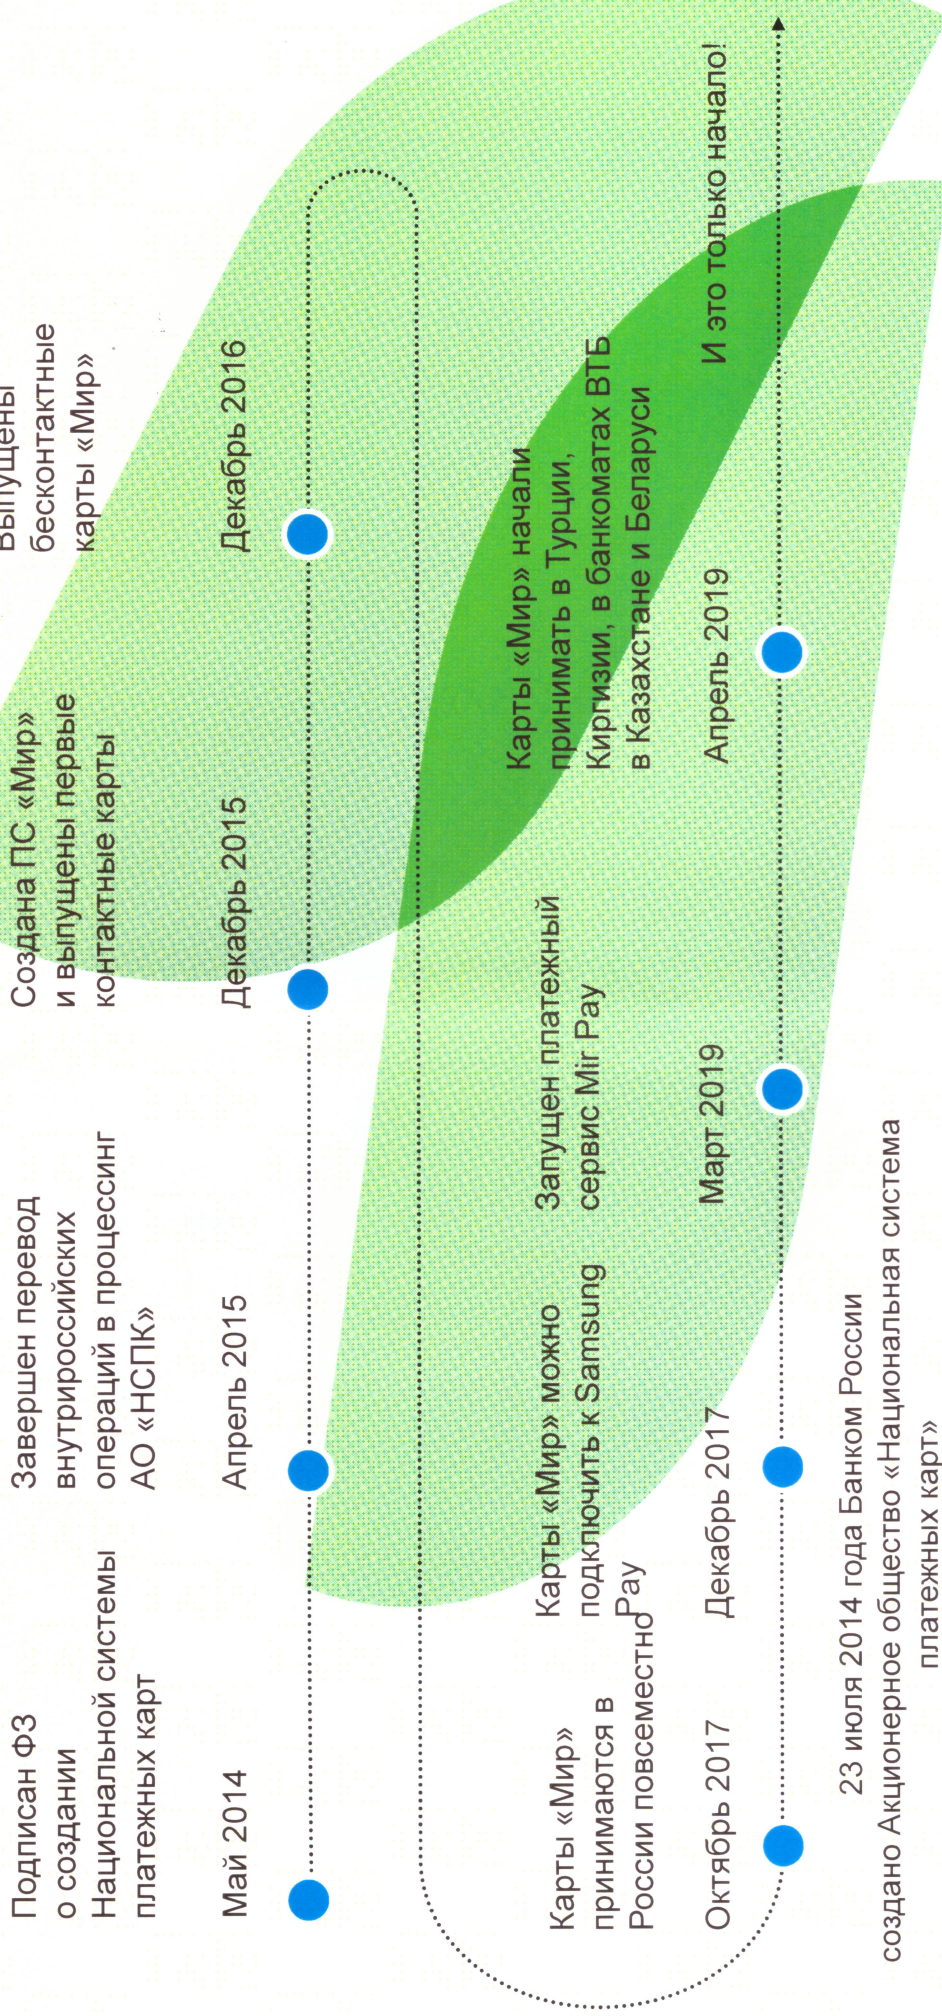 Подписан ФЗ
о создании
Национальной системы
платежных карт
Май 2014
Завершен перевод
внутрироссийских
операций в процессинг
АО «НСПК»
Апрель 2015
Создана ПС «Мир»
и выпущены первые
контактные карты
Декабрь 2015
Выпущены
бесконтактные
карты «Мир»
Декабрь 2016
Карты «Мир»
принимаются в
России повсеместно
Октябрь 2017
Карты «Мир» можно
подключить к Samsung
Pay
Декабрь 2017
Запущен платежный
сервис Mir Pay
Март 2019
Карты «Мир» начали
принимать в Турции,
Киргизии, в банкоматах ВТБ
в Казахстане и Беларуси
Апрель 2019
И это только начало!
23 июля 2014 года Банком России
создано Акционерное общество «Национальная система
платежных карт»